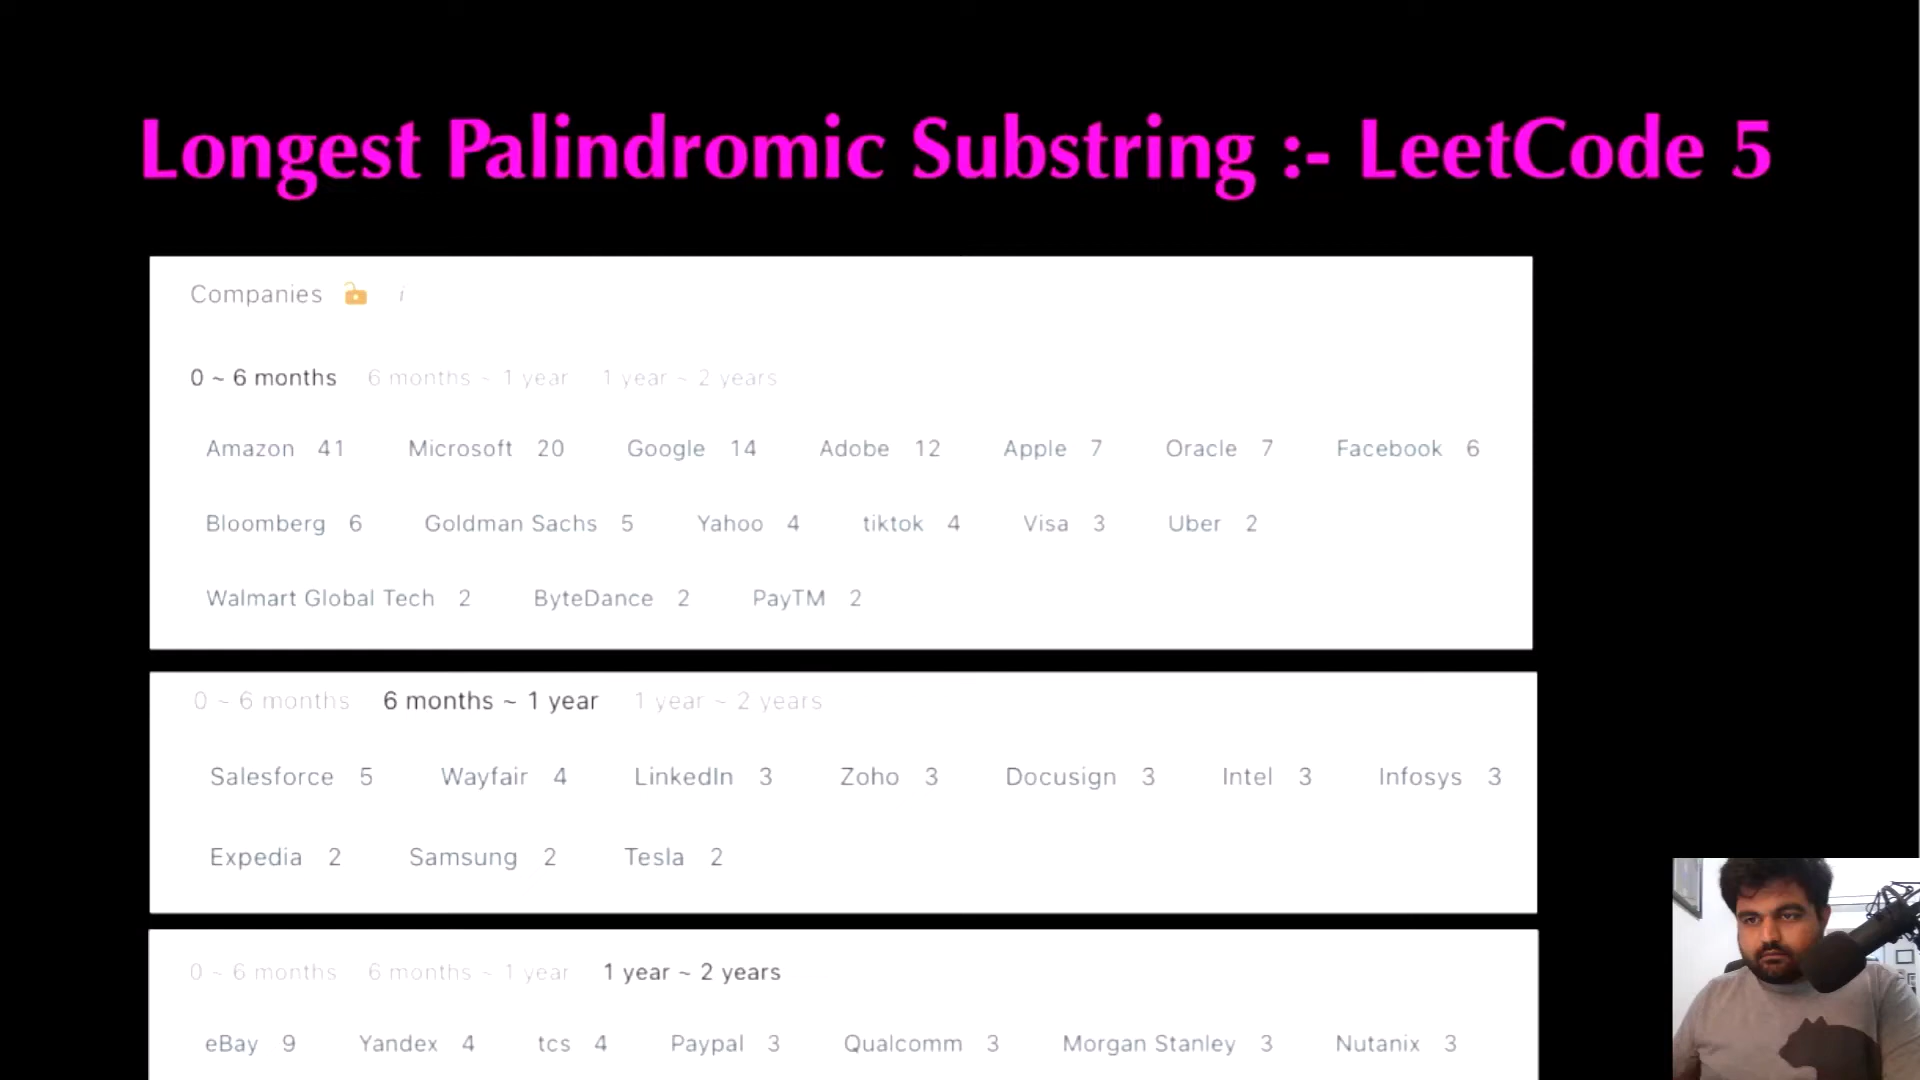 Longest Palindromic Substring :- LeetCode 5
Companies i
0 ~ 6 months 6 months ~ 1 year 1 year ~ 2 years
Amazon 41 Microsoft 20 Google 14 Adobe 12 Apple 7 Oracle 7 Facebook 6
Bloomberg 6 Goldman Sachs 5 Yahoo 4 tiktok 4 Visa 3 Uber 2
Walmart Global Tech 2 ByteDance 2 PayTM 2
0 ~ 6 months 6 months ~ 1 year 1 year ~ 2 years
Salesforce 5 Wayfair 4 LinkedIn 3 Zoho 3 Docusign 3 Intel 3 Infosys 3
Expedia 2 Samsung 2 Tesla 2
0 ~ 6 months 6 months ~ 1 year 1 year ~ 2 years
eBay 9 Yandex 4 tcs 4 Paypal 3 Qualcomm 3 Morgan Stanley 3 Nutanix 3